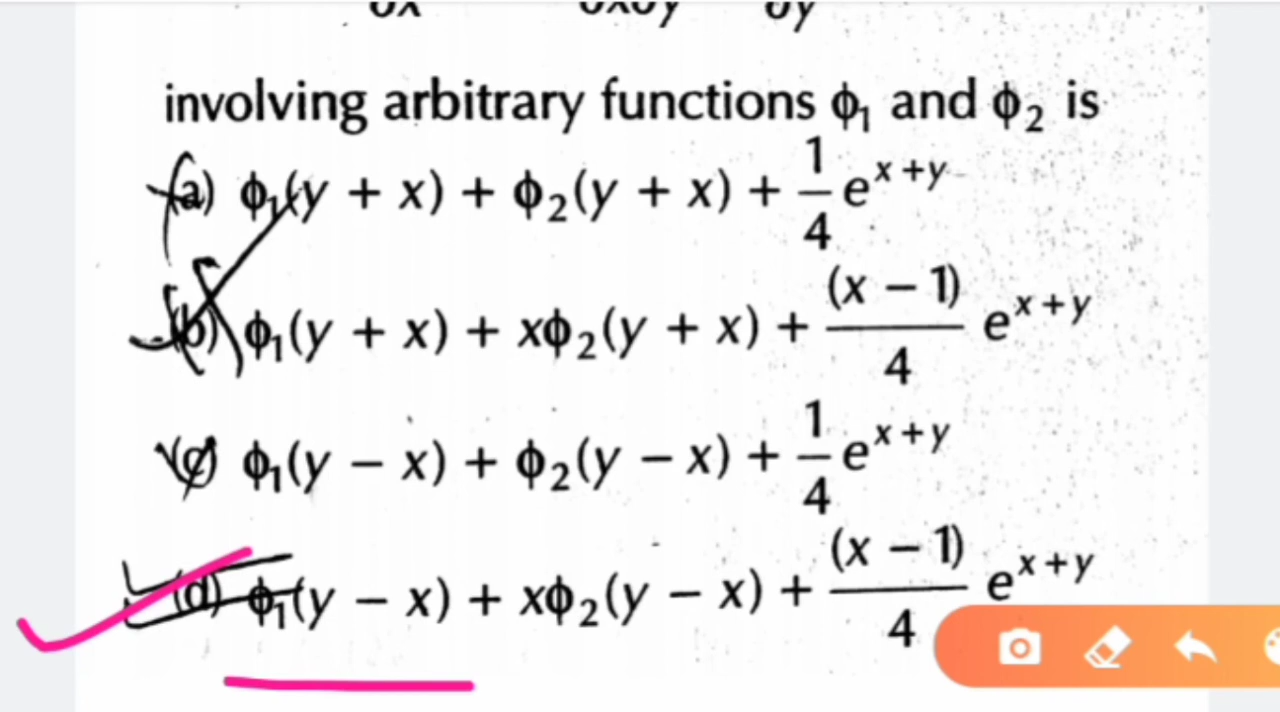 ∂x ∂x∂y ∂y
involving arbitrary functions ϕ₁ and ϕ₂ is
(a) ϕ₁(y + x) + ϕ₂(y + x) + 1/4 e^(x+y)
(b) ϕ₁(y + x) + xϕ₂(y + x) + (x − 1)/4 e^(x+y)
(c) ϕ₁(y − x) + ϕ₂(y − x) + 1/4 e^(x+y)
(d) ϕ₁(y − x) + xϕ₂(y − x) + (x − 1)/4 e^(x+y)